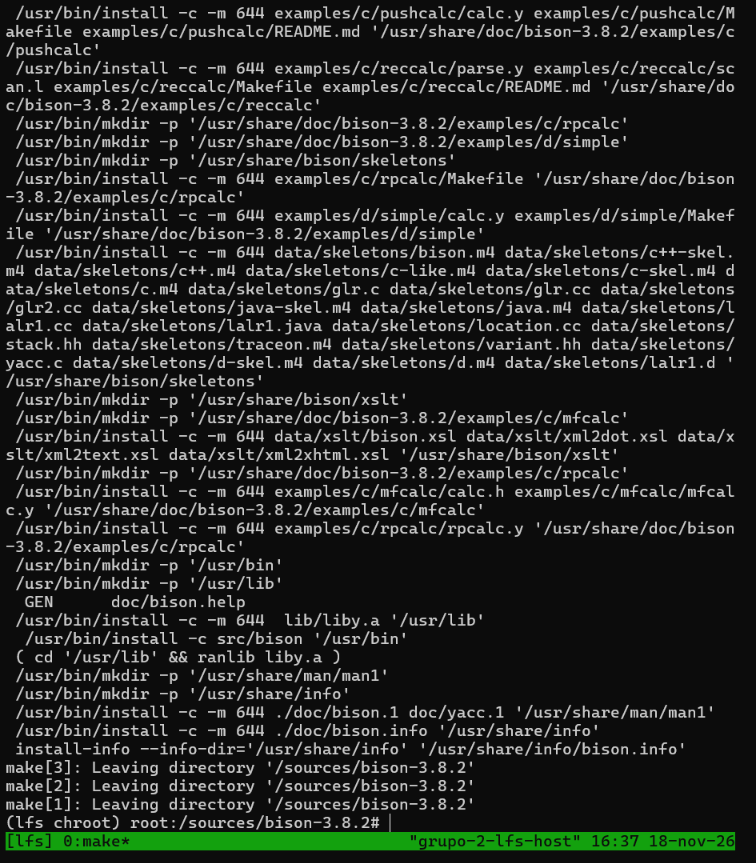 /usr/bin/install -c -m 644 examples/c/pushcalc/calc.y examples/c/pushcalc/M
akefile examples/c/pushcalc/README.md '/usr/share/doc/bison-3.8.2/examples/c
/pushcalc'
/usr/bin/install -c -m 644 examples/c/reccalc/parse.y examples/c/reccalc/sc
an.l examples/c/reccalc/Makefile examples/c/reccalc/README.md '/usr/share/do
c/bison-3.8.2/examples/c/reccalc'
/usr/bin/mkdir -p '/usr/share/doc/bison-3.8.2/examples/c/rpcalc'
/usr/bin/mkdir -p '/usr/share/doc/bison-3.8.2/examples/d/simple'
/usr/bin/mkdir -p '/usr/share/bison/skeletons'
/usr/bin/install -c -m 644 examples/c/rpcalc/Makefile '/usr/share/doc/bison
-3.8.2/examples/c/rpcalc'
/usr/bin/install -c -m 644 examples/d/simple/calc.y examples/d/simple/Makef
ile '/usr/share/doc/bison-3.8.2/examples/d/simple'
/usr/bin/install -c -m 644 data/skeletons/bison.m4 data/skeletons/c++-skel.
m4 data/skeletons/c++.m4 data/skeletons/c-like.m4 data/skeletons/c-skel.m4 d
ata/skeletons/c.m4 data/skeletons/glr.c data/skeletons/glr.cc data/skeletons
/glr2.cc data/skeletons/java-skel.m4 data/skeletons/java.m4 data/skeletons/l
alr1.cc data/skeletons/lalr1.java data/skeletons/location.cc data/skeletons/
stack.hh data/skeletons/traceon.m4 data/skeletons/variant.hh data/skeletons/
yacc.c data/skeletons/d-skel.m4 data/skeletons/d.m4 data/skeletons/lalr1.d '
/usr/share/bison/skeletons'
/usr/bin/mkdir -p '/usr/share/bison/xslt'
/usr/bin/mkdir -p '/usr/share/doc/bison-3.8.2/examples/c/mfcalc'
/usr/bin/install -c -m 644 data/xslt/bison.xsl data/xslt/xml2dot.xsl data/x
slt/xml2text.xsl data/xslt/xml2xhtml.xsl '/usr/share/bison/xslt'
/usr/bin/mkdir -p '/usr/share/doc/bison-3.8.2/examples/c/rpcalc'
/usr/bin/install -c -m 644 examples/c/mfcalc/calc.h examples/c/mfcalc/mfcal
c.y '/usr/share/doc/bison-3.8.2/examples/c/mfcalc'
/usr/bin/install -c -m 644 examples/c/rpcalc/rpcalc.y '/usr/share/doc/bison
-3.8.2/examples/c/rpcalc'
/usr/bin/mkdir -p '/usr/bin'
/usr/bin/mkdir -p '/usr/lib'
GEN      doc/bison.help
/usr/bin/install -c -m 644  lib/liby.a '/usr/lib'
/usr/bin/install -c src/bison '/usr/bin'
( cd '/usr/lib' && ranlib liby.a )
/usr/bin/mkdir -p '/usr/share/man/man1'
/usr/bin/mkdir -p '/usr/share/info'
/usr/bin/install -c -m 644 ./doc/bison.1 doc/yacc.1 '/usr/share/man/man1'
/usr/bin/install -c -m 644 ./doc/bison.info '/usr/share/info'
install-info --info-dir='/usr/share/info' '/usr/share/info/bison.info'
make[3]: Leaving directory '/sources/bison-3.8.2'
make[2]: Leaving directory '/sources/bison-3.8.2'
make[1]: Leaving directory '/sources/bison-3.8.2'
(lfs chroot) root:/sources/bison-3.8.2#
[lfs] 0:make* "grupo-2-lfs-host" 16:37 18-nov-26